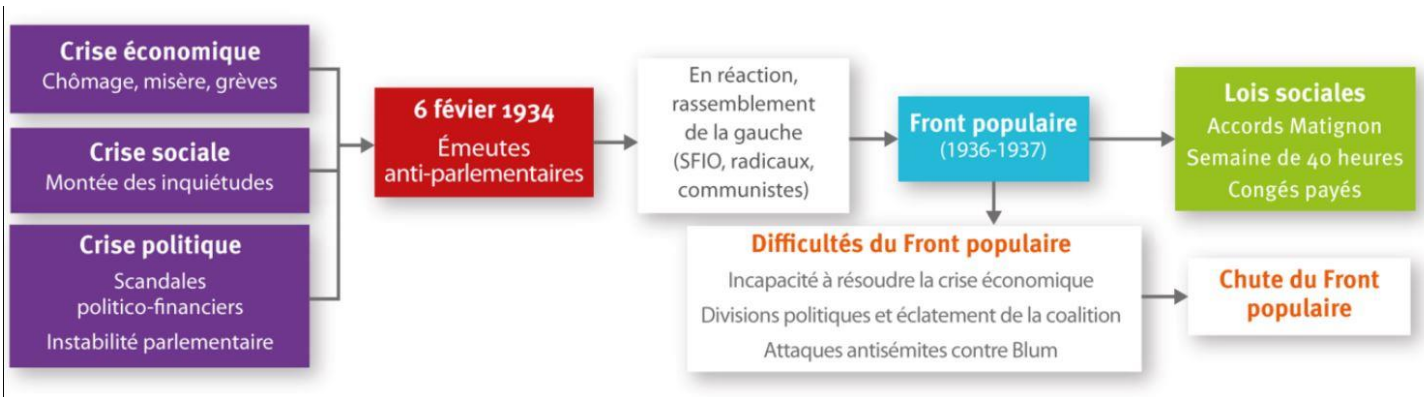 Crise économique
Chômage, misère, grèves
Crise sociale
Montée des inquiétudes
Crise politique
Scandales
politico-financiers
Instabilité parlementaire
6 févier 1934
Émeutes
anti-parlementaires
En réaction,
rassemblement
de la gauche
(SFIO, radicaux,
communistes)
Front populaire
(1936-1937)
Lois sociales
Accords Matignon
Semaine de 40 heures
Congés payés
Difficultés du Front populaire
Incapacité à résoudre la crise économique
Divisions politiques et éclatement de la coalition
Attaques antisémites contre Blum
Chute du Front
populaire